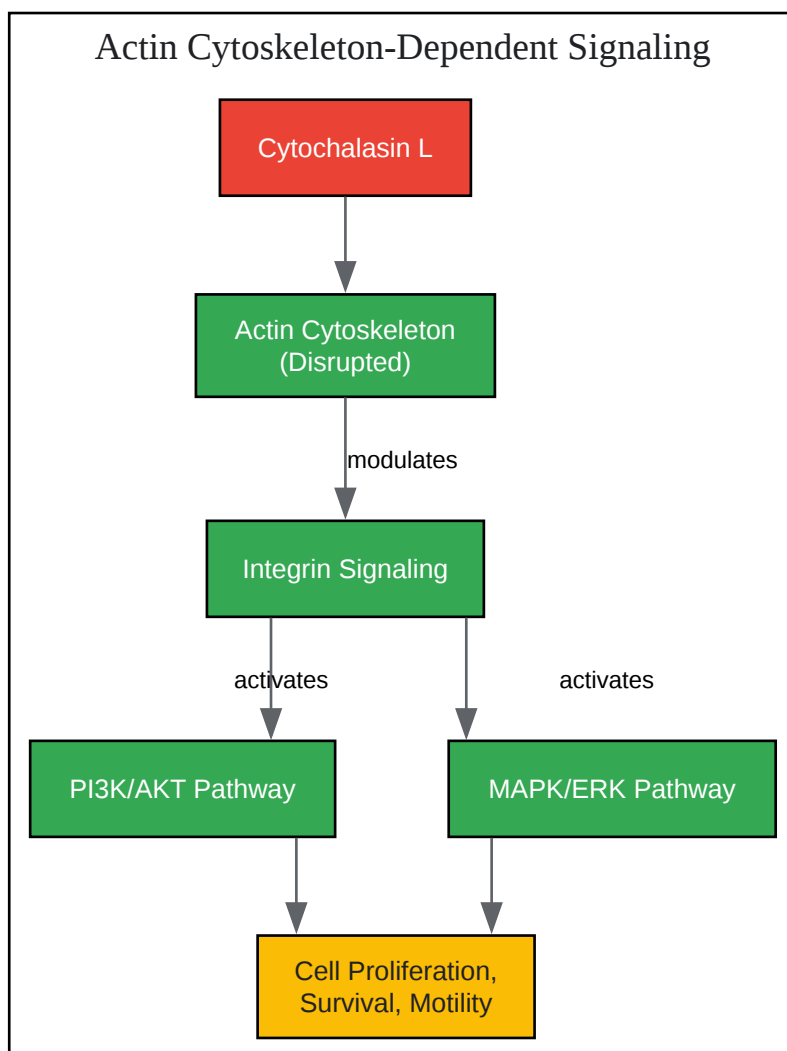 Actin Cytoskeleton-Dependent Signaling
Cytochalasin L
Actin Cytoskeleton
(Disrupted)
modulates
Integrin Signaling
activates
activates
PI3K/AKT Pathway
MAPK/ERK Pathway
Cell Proliferation,
Survival, Motility